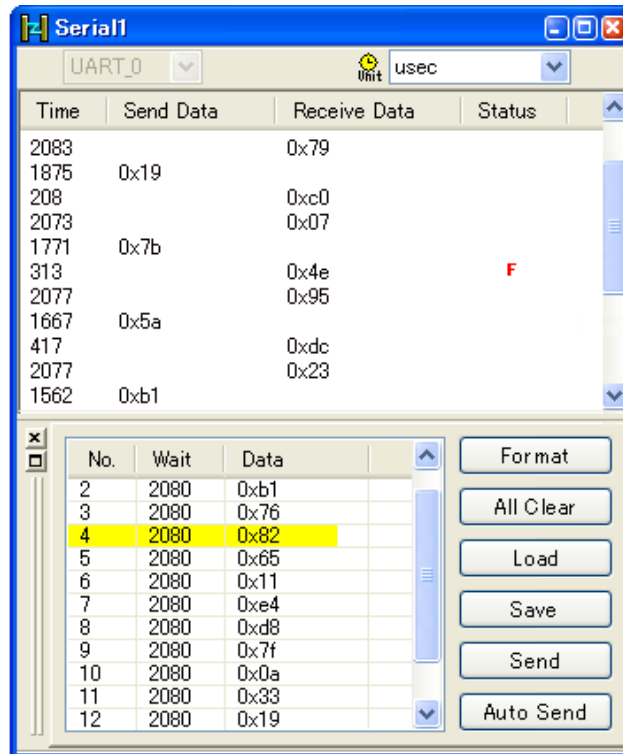 Serial1
UART_0 Unit usec
Time Send Data Receive Data Status
2083 0x79
1875 0x19
208 0xc0
2073 0x07
1771 0x7b
313 0x4e F
2077 0x95
1667 0x5a
417 0xdc
2077 0x23
1562 0xb1
No. Wait Data
2 2080 0xb1
3 2080 0x76
4 2080 0x82
5 2080 0x65
6 2080 0x11
7 2080 0xe4
8 2080 0xd8
9 2080 0x7f
10 2080 0x0a
11 2080 0x33
12 2080 0x19
Format
All Clear
Load
Save
Send
Auto Send